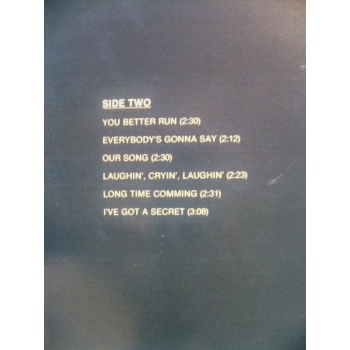 SIDE TWO
YOU BETTER RUN (2:30)
EVERYBODY'S GONNA SAY (2:12)
OUR SONG (2:30)
LAUGHIN', CRYIN', LAUGHIN' (2:23)
LONG TIME COMMING (2:31)
I'VE GOT A SECRET (3:08)